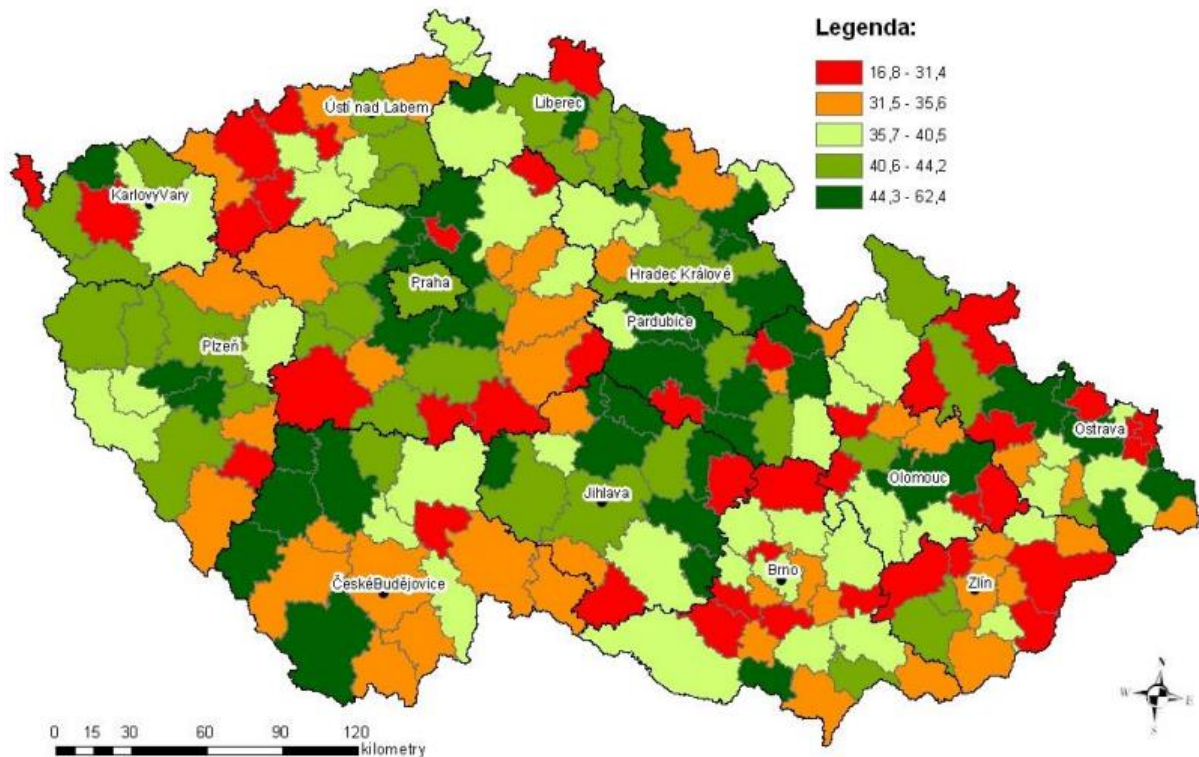 Legenda:
16,8 - 31,4
31,5 - 35,6
35,7 - 40,5
40,6 - 44,2
44,3 - 62,4
Ústí nad Labem
Liberec
KarlovyVary
Praha
Hradec Králové
Pardubice
Plzeň
Ostrava
Olomouc
Jihlava
Brno
Zlín
ČeskéBudějovice
N
W E
S
0 15 30 60 90 120
kilometry